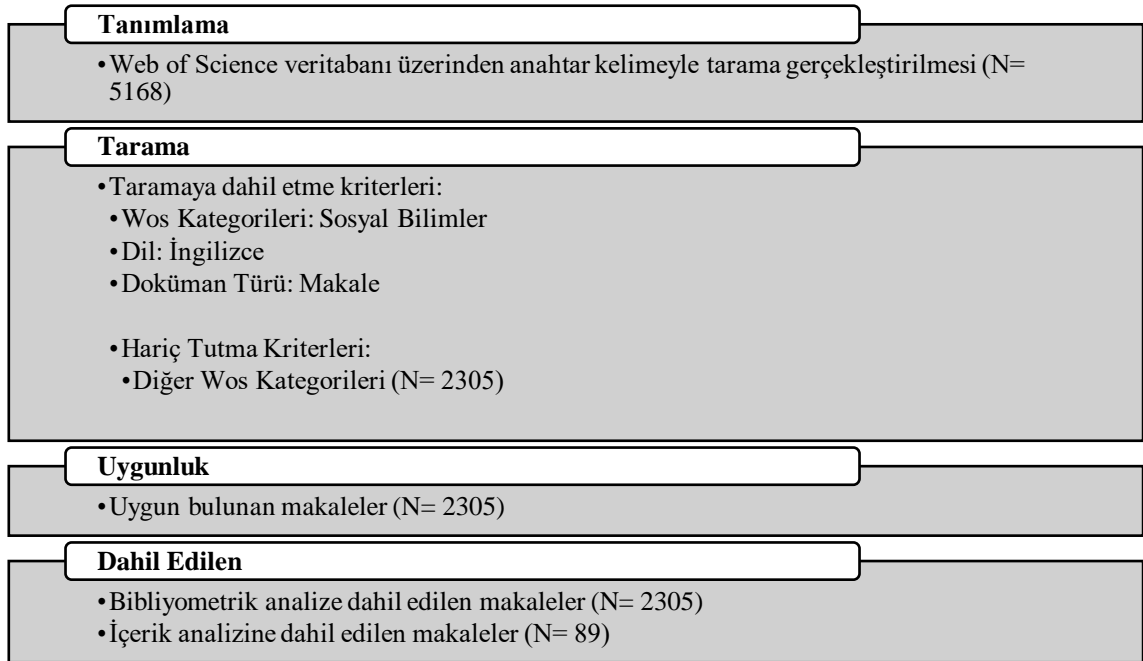 Tanımlama
•Web of Science veritabanı üzerinden anahtar kelimeyle tarama gerçekleştirilmesi (N=
5168)
Tarama
•Taramaya dahil etme kriterleri:
•Wos Kategorileri: Sosyal Bilimler
•Dil: İngilizce
•Doküman Türü: Makale
•Hariç Tutma Kriterleri:
•Diğer Wos Kategorileri (N= 2305)
Uygunluk
•Uygun bulunan makaleler (N= 2305)
Dahil Edilen
•Bibliyometrik analize dahil edilen makaleler (N= 2305)
•İçerik analizine dahil edilen makaleler (N= 89)